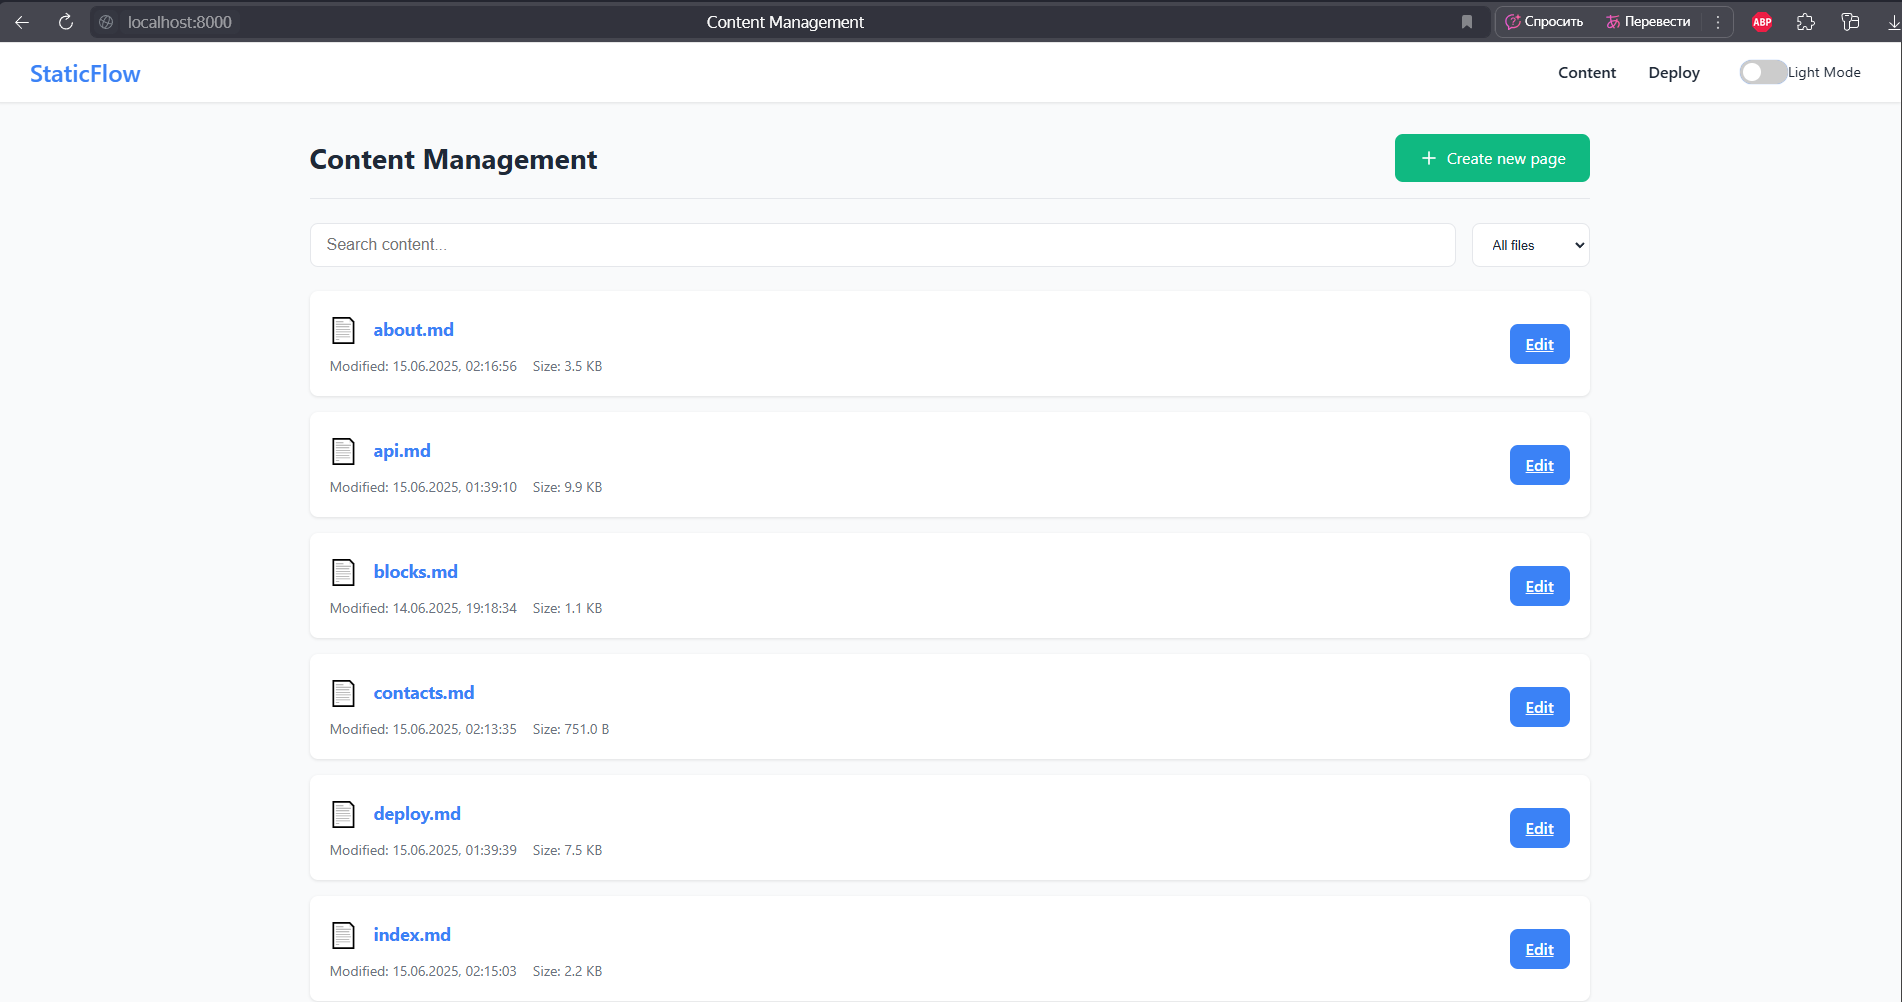 localhost:8000
Content Management
Спросить
Перевести
ABP
StaticFlow
Content
Deploy
Light Mode
Content Management
+ Create new page
Search content...
All files
about.md
Modified: 15.06.2025, 02:16:56 Size: 3.5 KB
Edit
api.md
Modified: 15.06.2025, 01:39:10 Size: 9.9 KB
Edit
blocks.md
Modified: 14.06.2025, 19:18:34 Size: 1.1 KB
Edit
contacts.md
Modified: 15.06.2025, 02:13:35 Size: 751.0 B
Edit
deploy.md
Modified: 15.06.2025, 01:39:39 Size: 7.5 KB
Edit
index.md
Modified: 15.06.2025, 02:15:03 Size: 2.2 KB
Edit